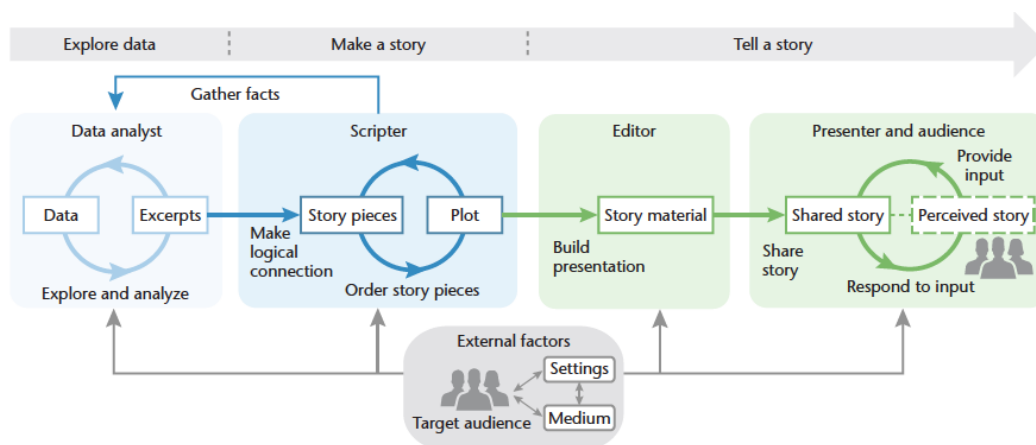 Explore data
Make a story
Tell a story
Gather facts
Data analyst
Scripter
Editor
Presenter and audience
Provide
input
Data
Excerpts
Story pieces
Plot
Story material
Shared story
Perceived story
Make
logical
connection
Build
presentation
Share
story
Explore and analyze
Order story pieces
Respond to input
External factors
Settings
Target audience
Medium